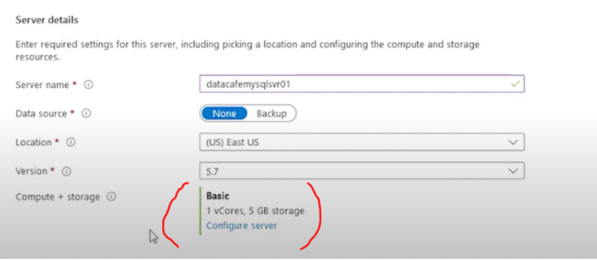 Server details
Enter required settings for this server, including picking a location and configuring the compute and storage
resources.
Server name * datacafemysqlsvr01
Data source * None Backup
Location * (US) East US
Version * 5.7
Compute + storage Basic
1 vCores, 5 GB storage
Configure server